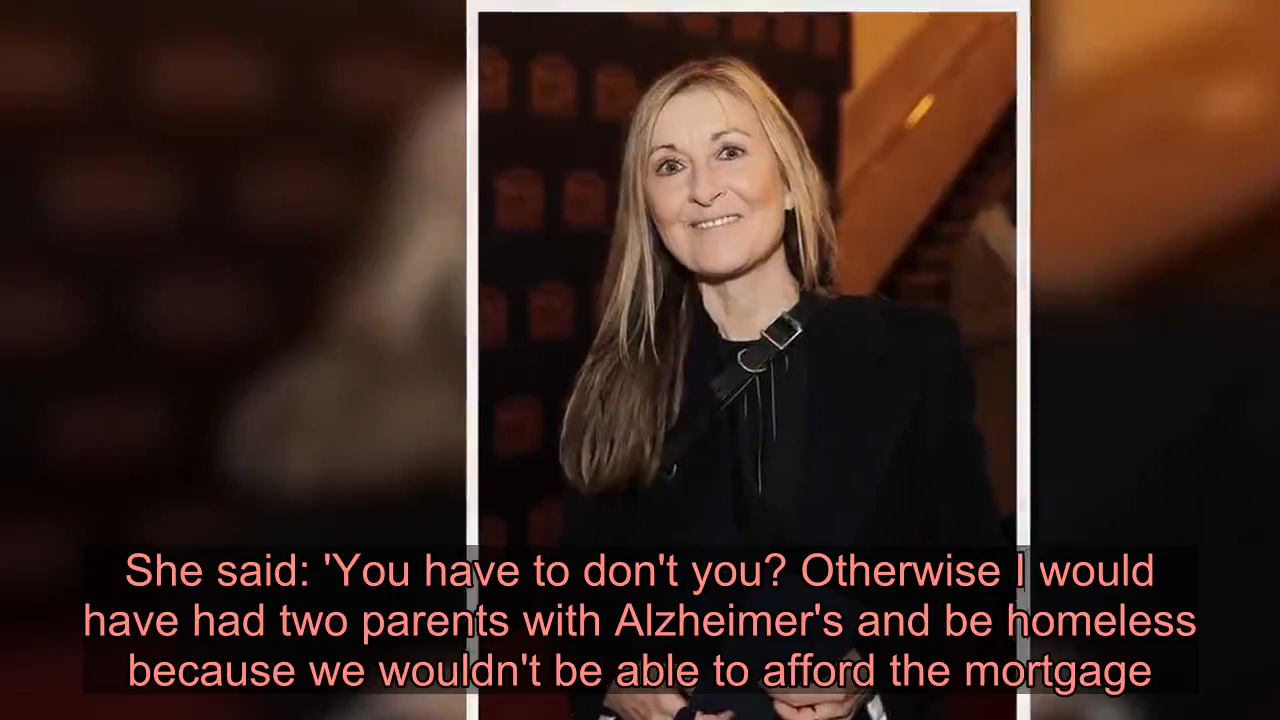 She said: 'You have to don't you? Otherwise I would
have had two parents with Alzheimer's and be homeless
because we wouldn't be able to afford the mortgage